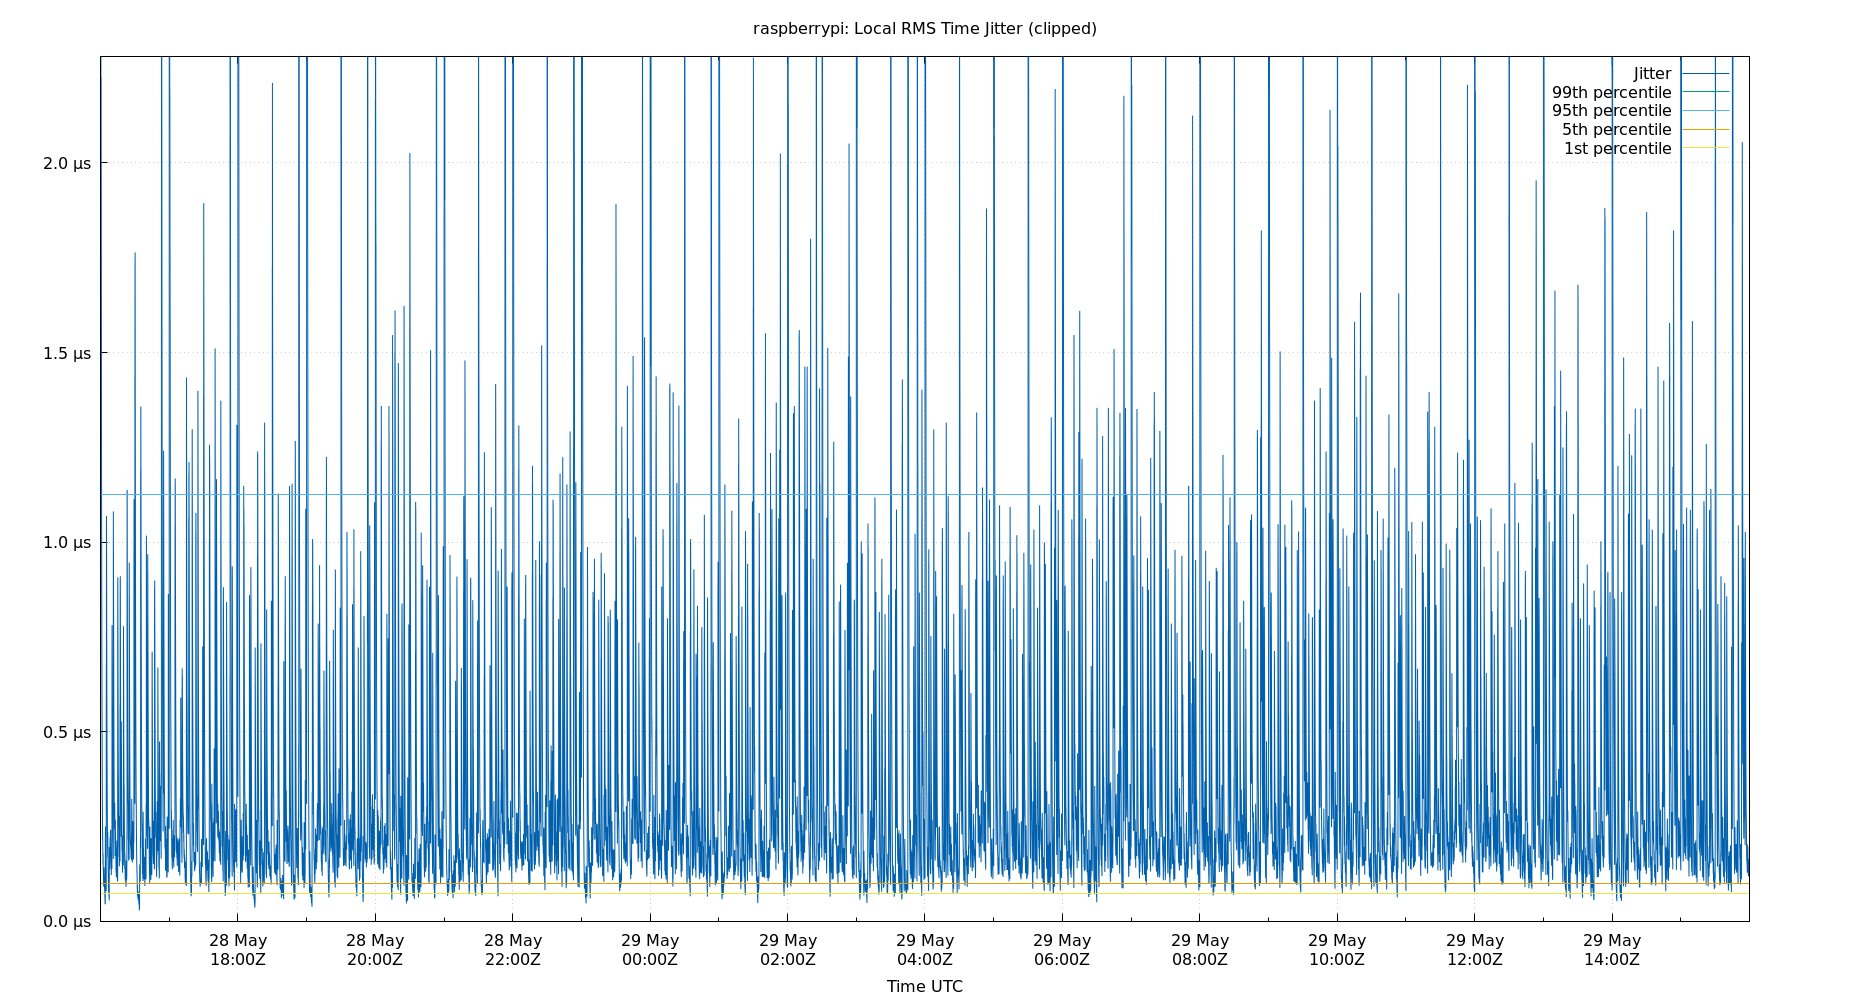 raspberrypi: Local RMS Time Jitter (clipped)
Jitter
99th percentile
95th percentile
5th percentile
1st percentile
2.0 μs
1.5 μs
1.0 μs
0.5 μs
0.0 μs
28 May 28 May 28 May 29 May 29 May 29 May 29 May 29 May 29 May 29 May 29 May
18:00Z 20:00Z 22:00Z 00:00Z 02:00Z 04:00Z 06:00Z 08:00Z 10:00Z 12:00Z 14:00Z
Time UTC